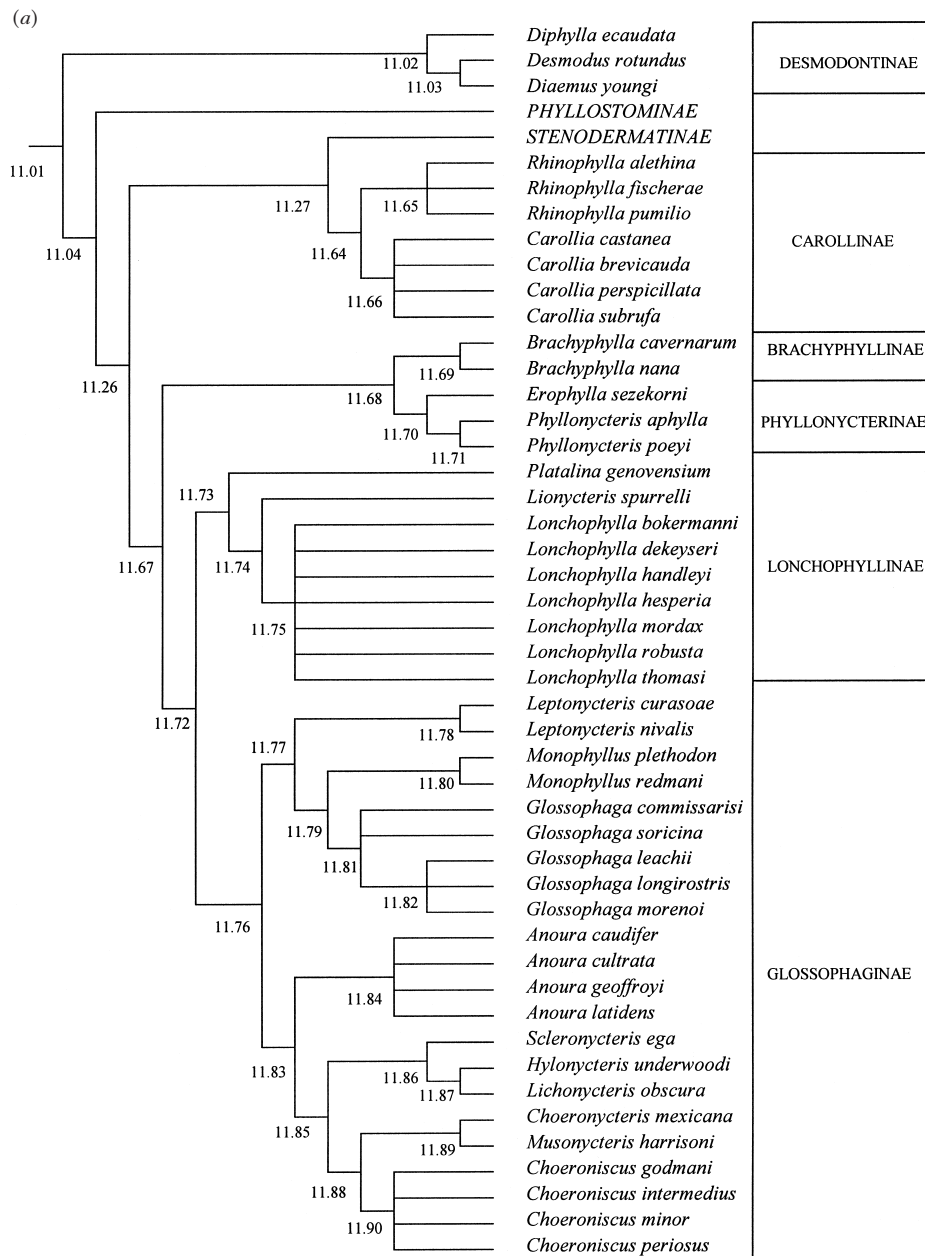 (a)
Diphylla ecaudata
11.02
Desmodus rotundus
DESMODONTINAE
11.03
Diaemus youngi
PHYLLOSTOMINAE
STENODERMATINAE
11.01
Rhinophylla alethina
11.27
Rhinophylla fischerae
11.65
Rhinophylla pumilio
11.04
11.64
Carollia castanea
CAROLLINAE
Carollia brevicauda
11.66
Carollia perspicillata
Carollia subrufa
Brachyphylla cavernarum
BRACHYPHYLLINAE
11.26
11.69
Brachyphylla nana
11.68
Erophylla sezekorni
Phyllonycteris aphylla
PHYLLONYCTERINAE
11.70
Phyllonycteris poeyi
11.71
Platalina genovensium
11.73
Lionycteris spurrelli
Lonchophylla bokermanni
Lonchophylla dekeyseri
11.67
11.74
LONCHOPHYLLINAE
Lonchophylla handleyi
Lonchophylla hesperia
11.75
Lonchophylla mordax
Lonchophylla robusta
Lonchophylla thomasi
Leptonycteris curasoae
11.72
11.77
11.78
Leptonycteris nivalis
Monophyllus plethodon
11.80
Monophyllus redmani
Glossophaga commissarisi
11.79
Glossophaga soricina
11.81
Glossophaga leachii
Glossophaga longirostris
11.82
Glossophaga morenoi
11.76
Anoura caudifer
Anoura cultrata
GLOSSOPHAGINAE
Anoura geoffroyi
11.84
Anoura latidens
Scleronycteris ega
Hylonycteris underwoodi
11.83
11.86
Lichonycteris obscura
11.87
Choeronycteris mexicana
11.85
Musonycteris harrisoni
11.89
Choeroniscus godmani
11.88
Choeroniscus intermedius
Choeroniscus minor
11.90
Choeroniscus periosus